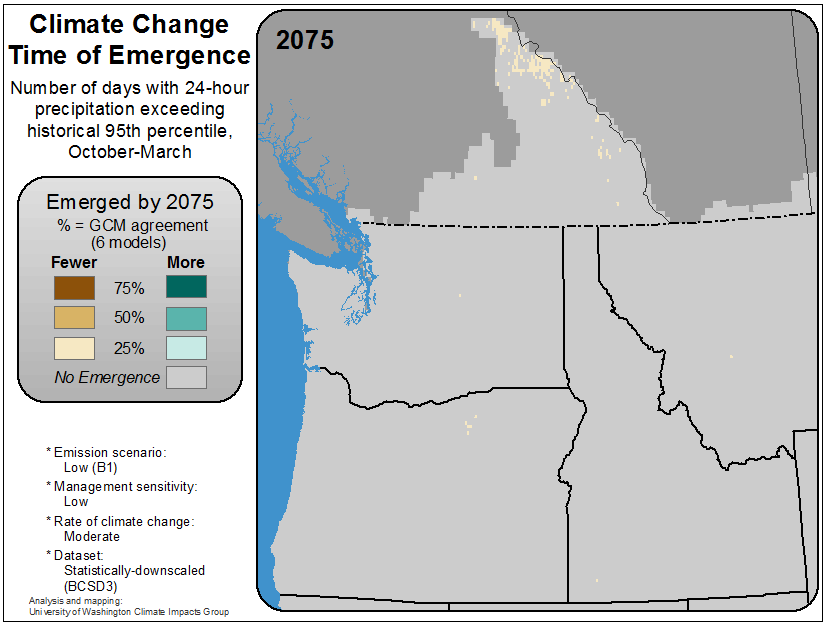 Climate Change
Time of Emergence
Number of days with 24-hour
precipitation exceeding
historical 95th percentile,
October-March
Emerged by 2075
% = GCM agreement
(6 models)
Fewer More
75%
50%
25%
No Emergence
* Emission scenario:
Low (B1)
* Management sensitivity:
Low
* Rate of climate change:
Moderate
* Dataset:
Statistically-downscaled
(BCSD3)
Analysis and mapping:
University of Washington Climate Impacts Group
2075